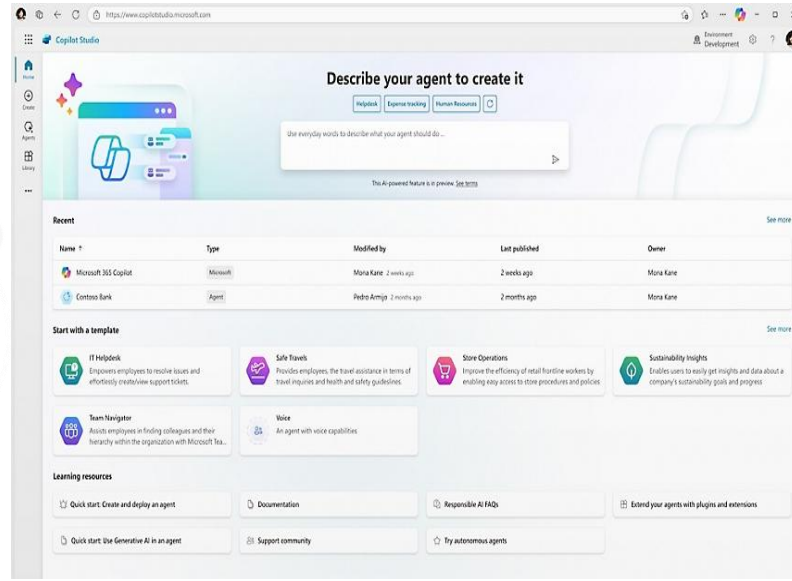 https://www.copilotstudio.microsoft.com
Copilot Studio
Environment
Development
Home
Create
Agents
Library
Describe your agent to create it
Helpdesk
Expense tracking
Human Resources
Use everyday words to describe what your agent should do ...
This AI-powered feature is in preview. See terms
Recent
See more
Name ↑ Type Modified by Last published Owner
Microsoft 365 Copilot Microsoft Mona Kane 2 weeks ago 2 weeks ago Mona Kane
Contoso Bank Agent Pedro Armijo 2 months ago 2 months ago Mona Kane
Start with a template
See more
IT Helpdesk
Empowers employees to resolve issues and
effortlessly create/view support tickets.
Safe Travels
Provides employees, the travel assistance in terms of
travel inquiries and health and safety guideslines.
Store Operations
Improve the efficiency of retail frontline workers by
enabling easy access to store procedures and policies
Sustainability Insights
Enables users to easily get insights and data about a
company's sustainability goals and progress
Team Navigator
Assists employees in finding colleagues and their
hierarchy within the organization with Microsoft Tea...
Voice
An agent with voice capabilities
Learning resources
Quick start: Create and deploy an agent
Documentation
Responsible AI FAQs
Extend your agents with plugins and extensions
Quick start: Use Generative AI in an agent
Support community
Try autonomous agents